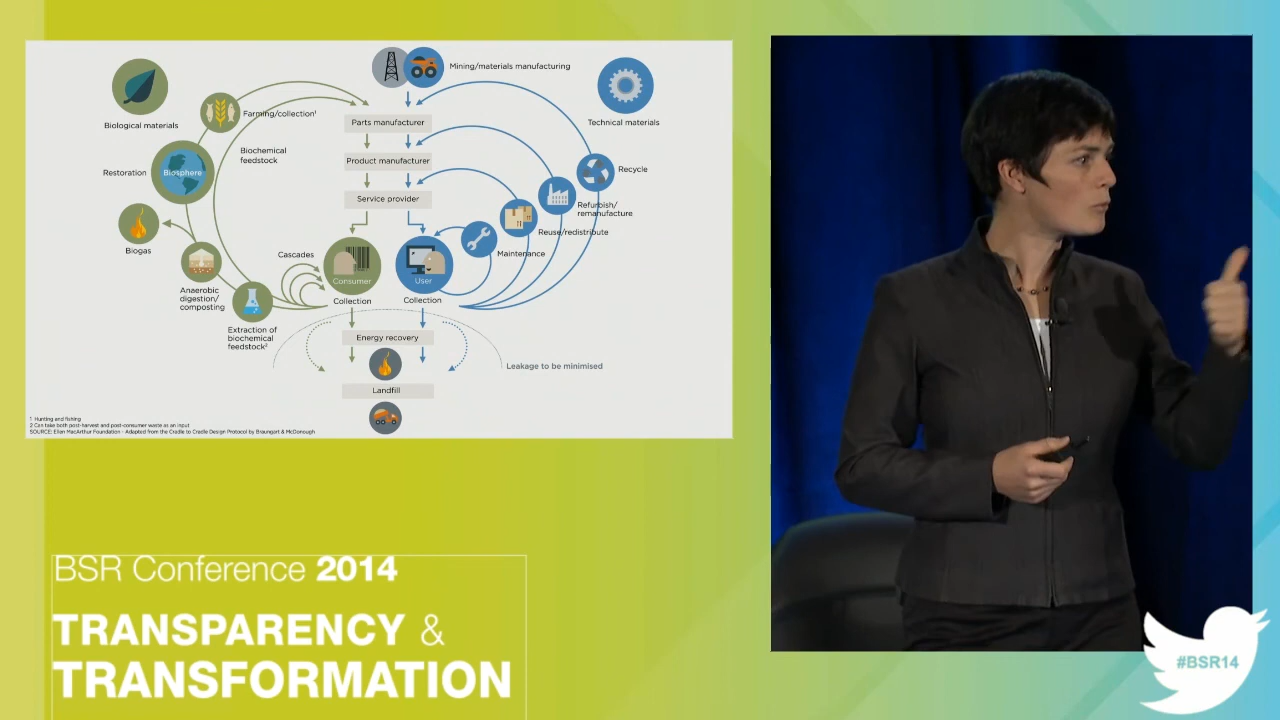 Mining/materials manufacturing
Biological materials
Farming/collection¹
Technical materials
Parts manufacturer
Biochemical
feedstock
Product manufacturer
Restoration
Biosphere
Recycle
Service provider
Refurbish/
remanufacture
Reuse/redistribute
Biogas
Cascades
Maintenance
Consumer
User
Anaerobic
digestion/
composting
Collection
Collection
Extraction of
biochemical
feedstock²
Energy recovery
Leakage to be minimised
Landfill
1 Hunting and fishing
2 Can take both post-harvest and post-consumer waste as an input
SOURCE: Ellen MacArthur Foundation - Adapted from the Cradle to Cradle Design Protocol by Braungart & McDonough
BSR Conference 2014
TRANSPARENCY &
TRANSFORMATION
#BSR14